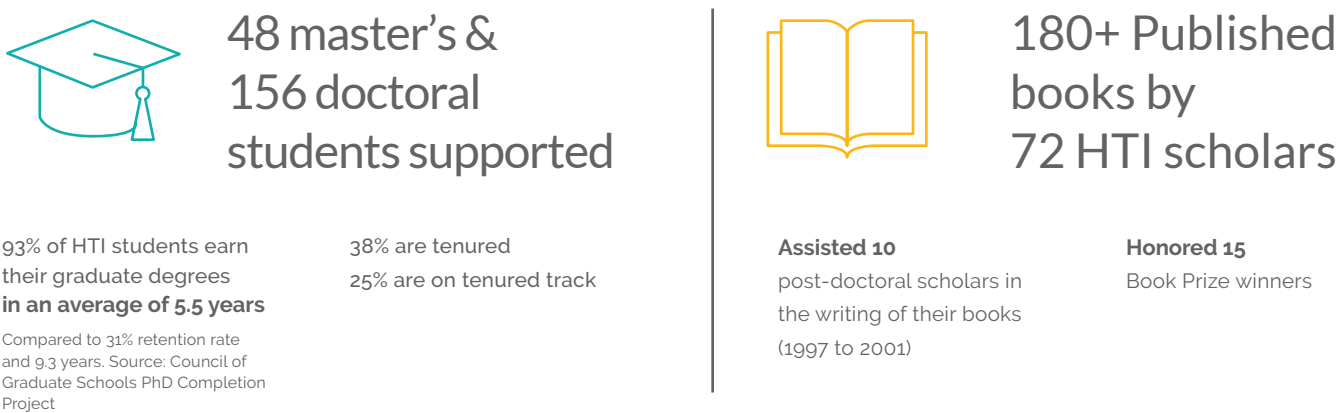 48 master's &
156 doctoral
students supported
93% of HTI students earn
their graduate degrees
in an average of 5.5 years
Compared to 31% retention rate
and 9.3 years. Source: Council of
Graduate Schools PhD Completion
Project
38% are tenured
25% are on tenured track
180+ Published
books by
72 HTI scholars
Assisted 10
post-doctoral scholars in
the writing of their books
(1997 to 2001)
Honored 15
Book Prize winners